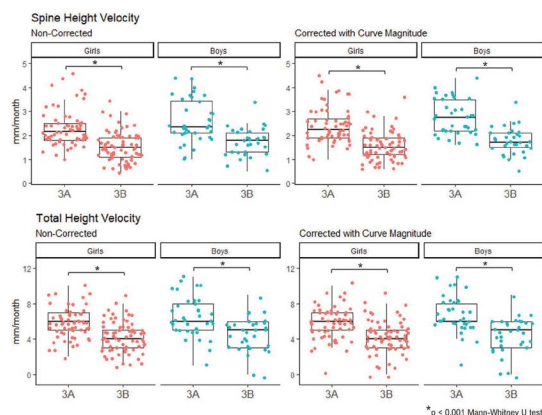 Spine Height Velocity
Non-Corrected
Corrected with Curve Magnitude
Girls
Boys
Girls
Boys
mm/month
5
4
3
2
1
0
*
*
*
*
3A
3B
3A
3B
3A
3B
3A
3B
Total Height Velocity
Non-Corrected
Corrected with Curve Magnitude
Girls
Boys
Girls
Boys
mm/month
12
8
4
0
*
*
*
*
3A
3B
3A
3B
3A
3B
3A
3B
*p < 0.001 Mann-Whitney U test